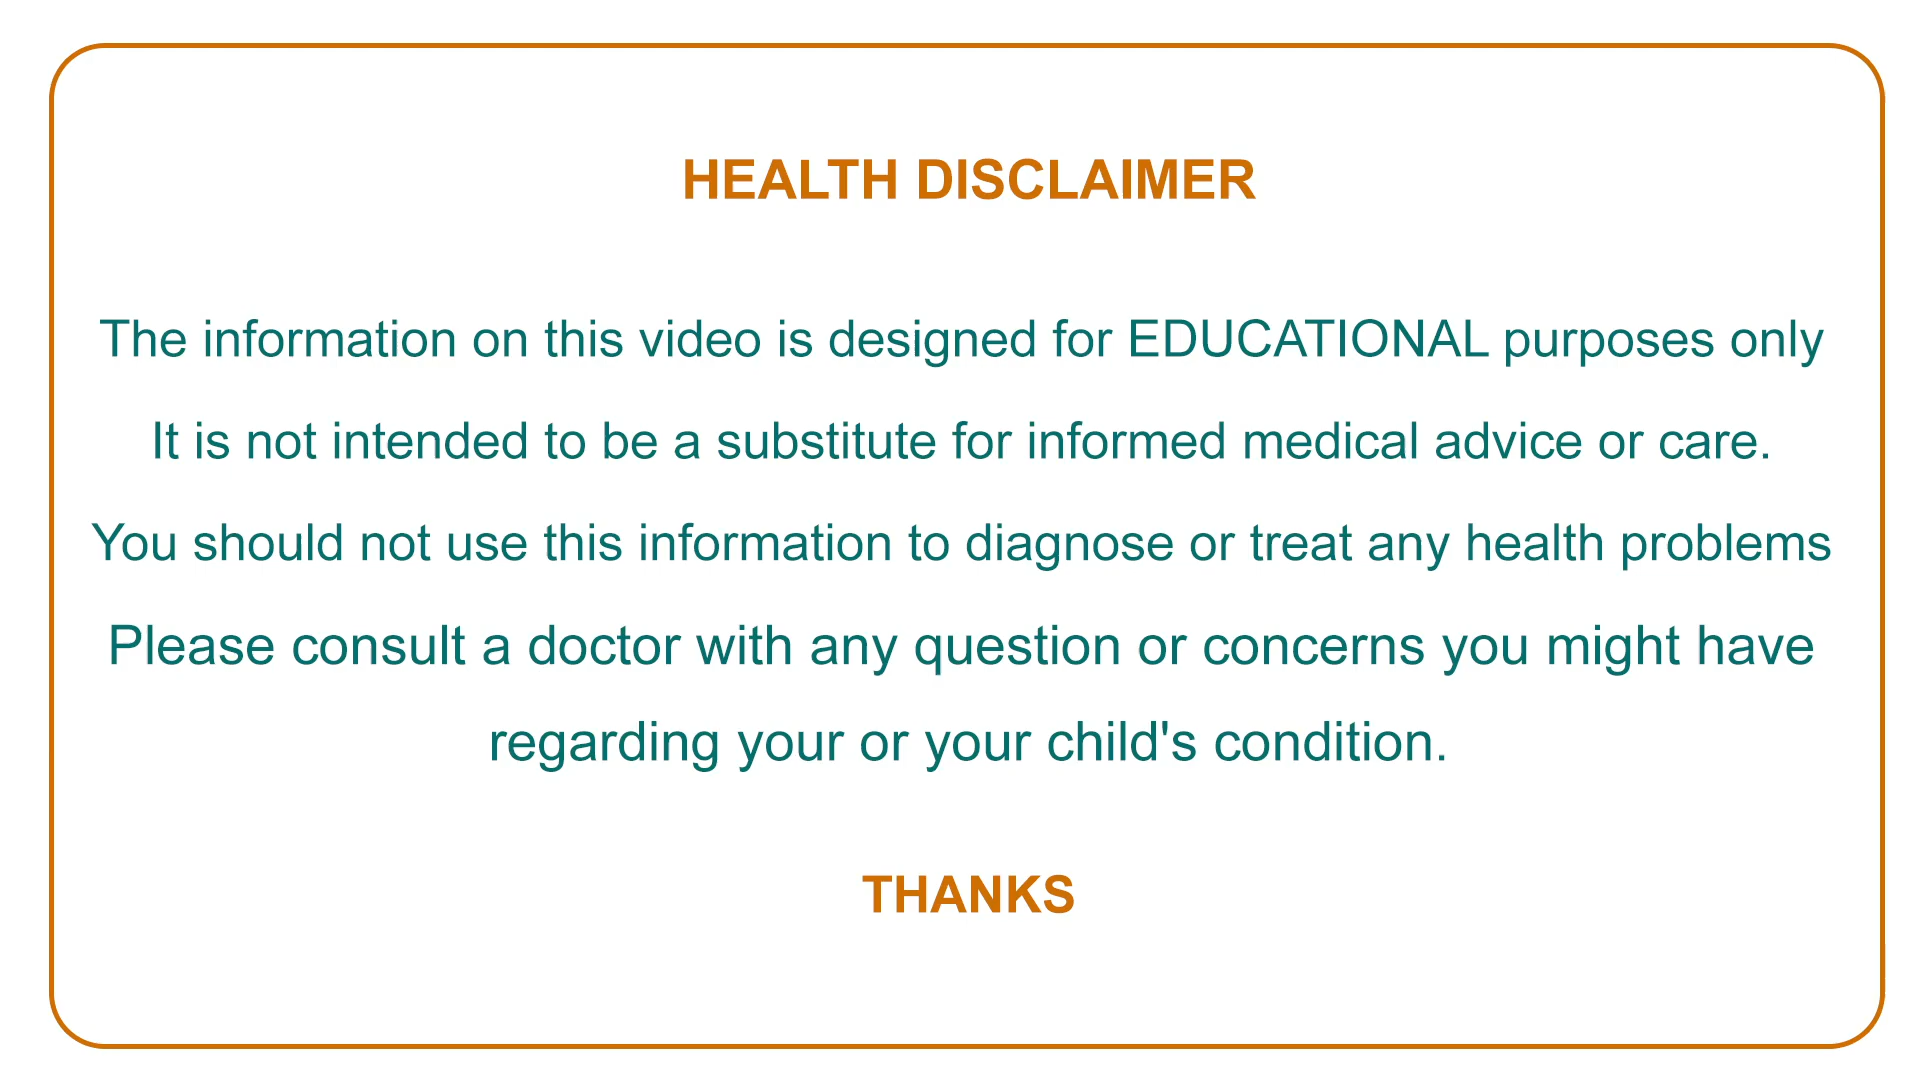 HEALTH DISCLAIMER
The information on this video is designed for EDUCATIONAL purposes only
It is not intended to be a substitute for informed medical advice or care.
You should not use this information to diagnose or treat any health problems
Please consult a doctor with any question or concerns you might have
regarding your or your child's condition.
THANKS